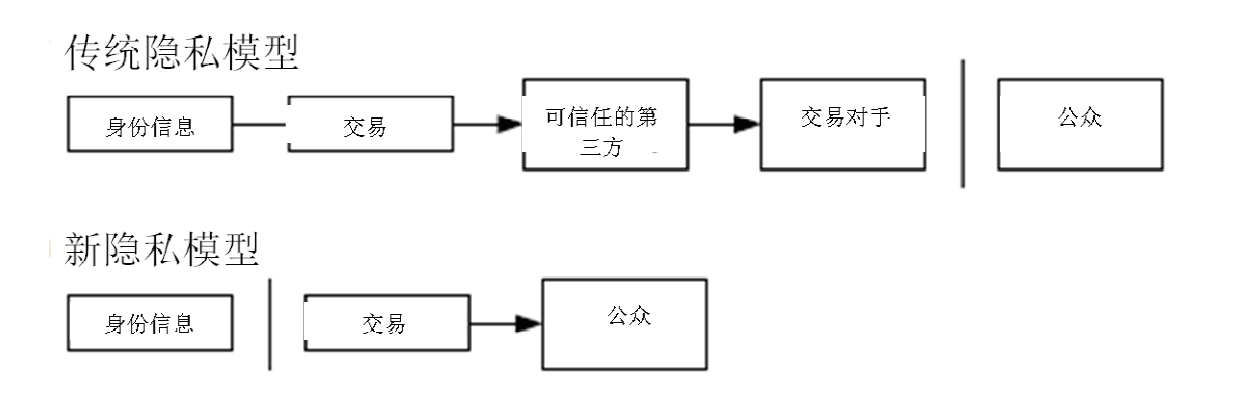 传统隐私模型
身份信息
交易
可信任的第
三方
交易对手
公众
新隐私模型
身份信息
交易
公众